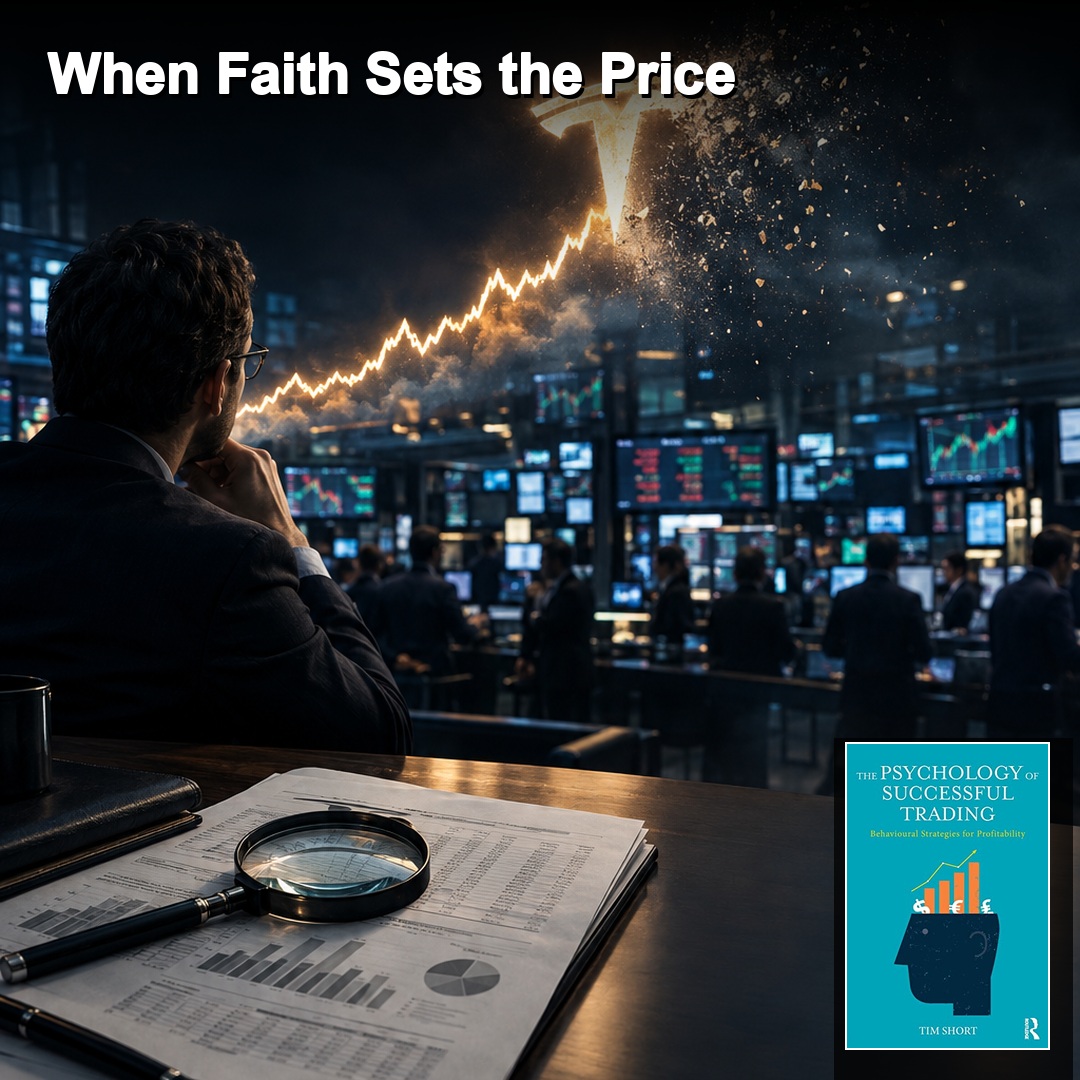 When Faith Sets the Price
THE PSYCHOLOGY OF
SUCCESSFUL
TRADING
Behavioural Strategies for Profitability
$ € £
TIM SHORT
R